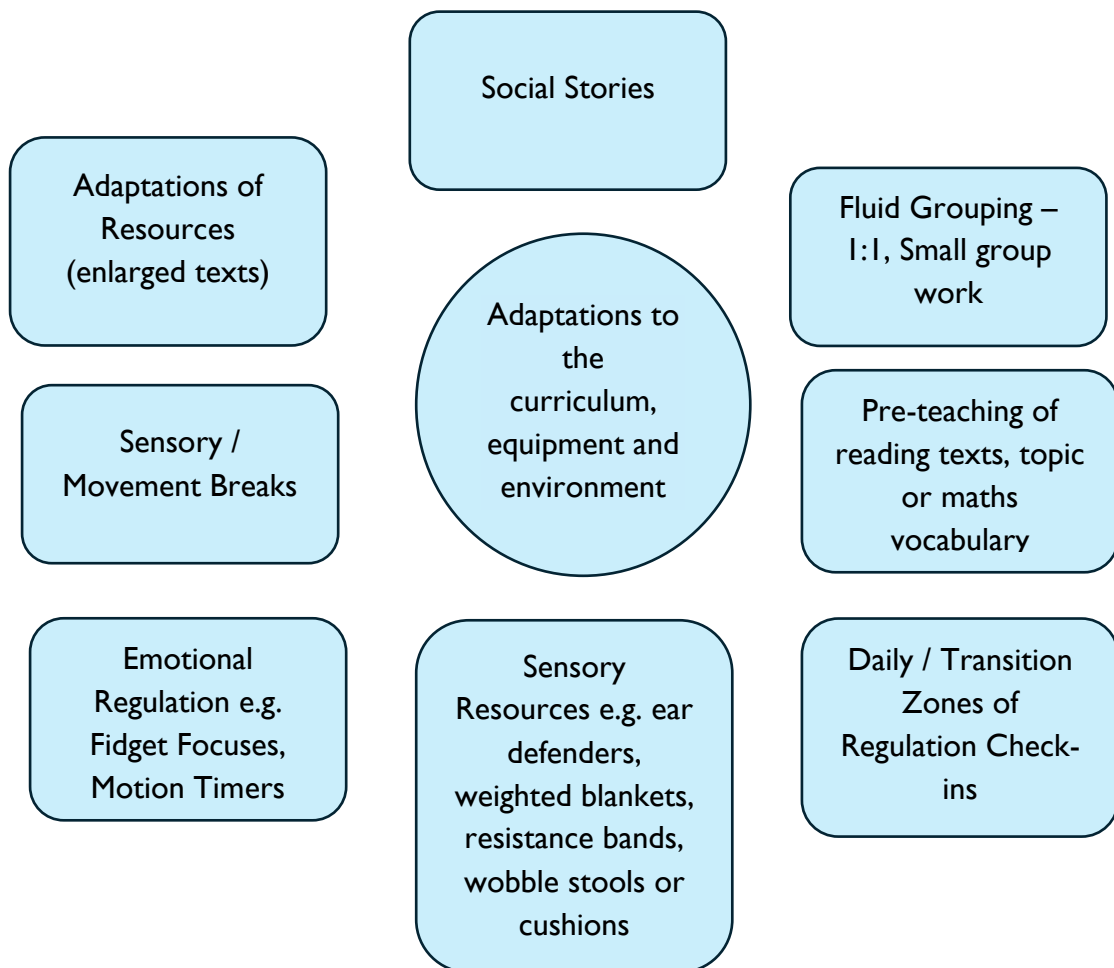 Social Stories
Adaptations of
Resources
(enlarged texts)
Fluid Grouping –
1:1, Small group
work
Adaptations to
the
curriculum,
equipment and
environment
Sensory /
Movement Breaks
Pre-teaching of
reading texts, topic
or maths
vocabulary
Emotional
Regulation e.g.
Fidget Focuses,
Motion Timers
Sensory
Resources e.g. ear
defenders,
weighted blankets,
resistance bands,
wobble stools or
cushions
Daily / Transition
Zones of
Regulation Check-
ins